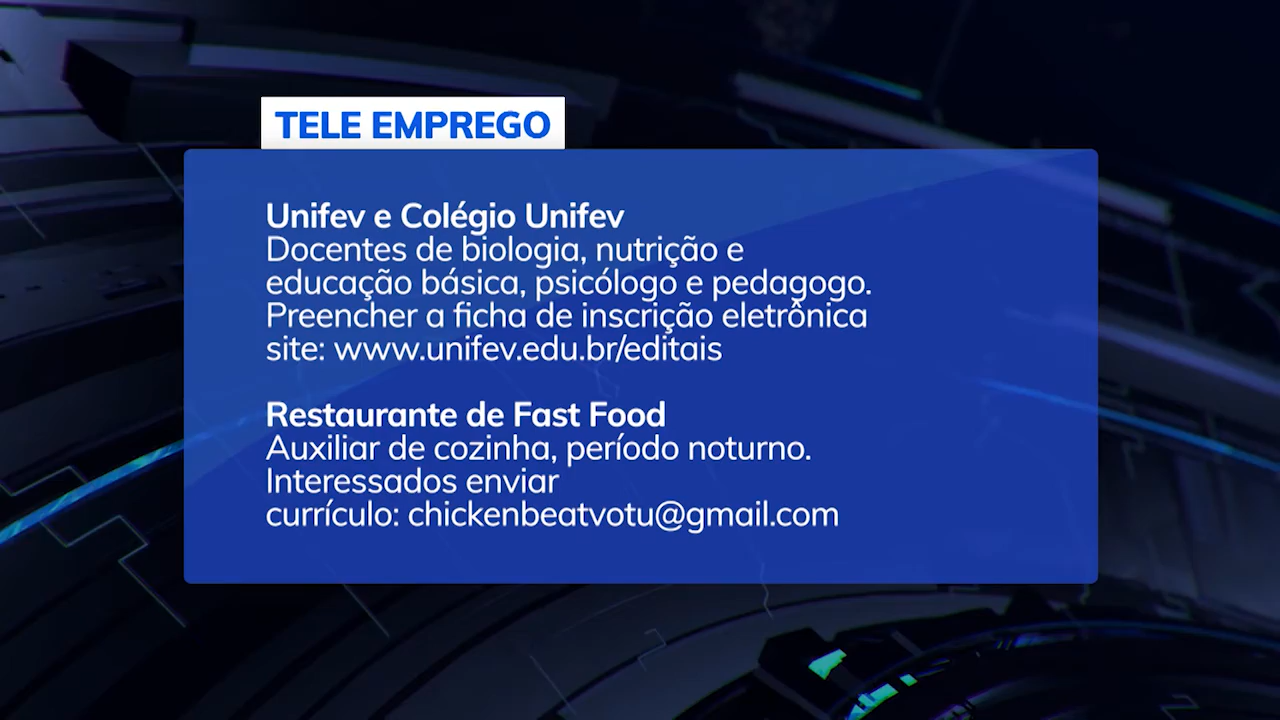 TELE EMPREGO
Unifev e Colégio Unifev
Docentes de biologia, nutrição e
educação básica, psicólogo e pedagogo.
Preencher a ficha de inscrição eletrônica
site: www.unifev.edu.br/editais
Restaurante de Fast Food
Auxiliar de cozinha, período noturno.
Interessados enviar
currículo: chickenbeatvotu@gmail.com